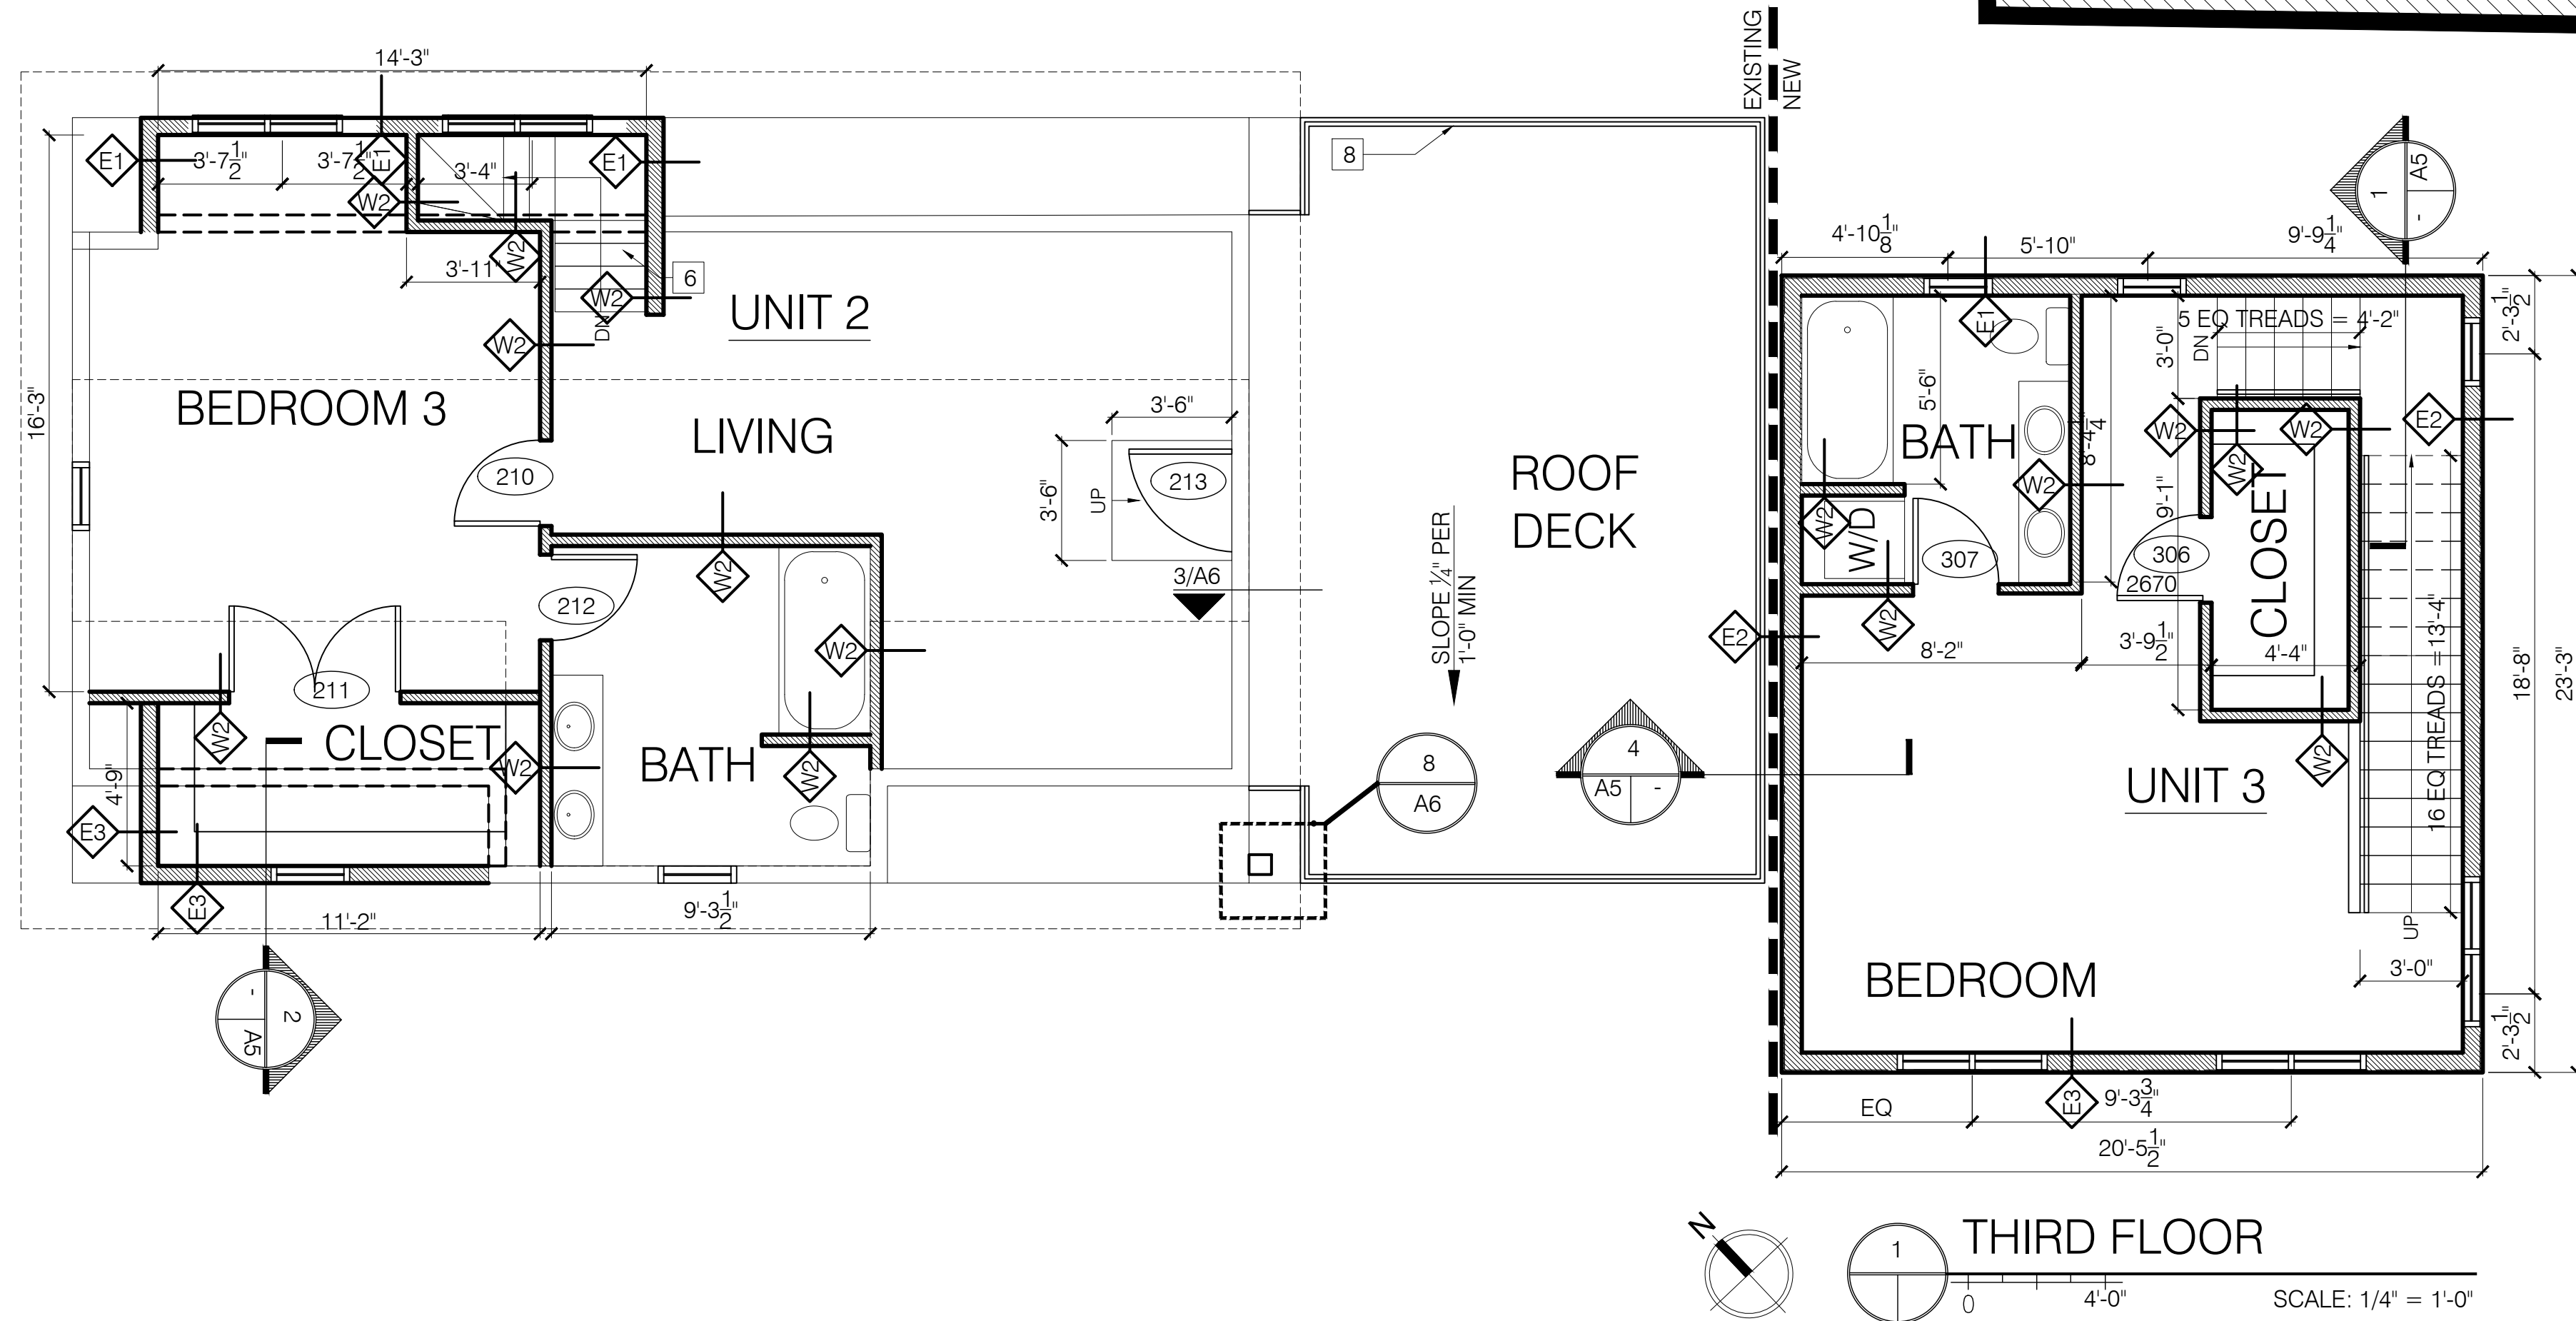 14'-3"
EXISTING
NEW
E1
3'-7 1/2"
3'-7 1/2"
E1
W2
3'-4"
E1
8
1
A5
-
W2
3'-11"
6
W2
DN
W2
UNIT 2
4'-10 1/8"
5'-10"
9'-9 1/4"
2'-3 1/2"
E1
5 EQ TREADS = 4'-2"
DN
3'-0"
16'-3"
BEDROOM 3
LIVING
3'-6"
3'-6"
UP
210
213
ROOF
DECK
5'-6"
BATH
8'-4 1/4"
W2
W2
W2
W2
E2
9'-1"
CLOSET
W2
W/D
307
306
2670
212
W2
3/A6
SLOPE 1/4" PER
1'-0" MIN
E2
W2
8'-2"
3'-9 1/2"
4'-4"
16 EQ TREADS =13'-4"
18'-8"
23'-3"
W2
211
W2
CLOSET
W2
BATH
W2
4'-9"
E3
8
A6
4
A5
-
UNIT 3
W2
E3
11'-2"
9'-3 1/2"
UP
3'-0"
BEDROOM
2'-3 1/2"
-
2
A5
EQ
E3
9'-3 3/4"
20'-5 1/2"
N
1
THIRD FLOOR
0
4'-0"
SCALE: 1/4" = 1'-0"